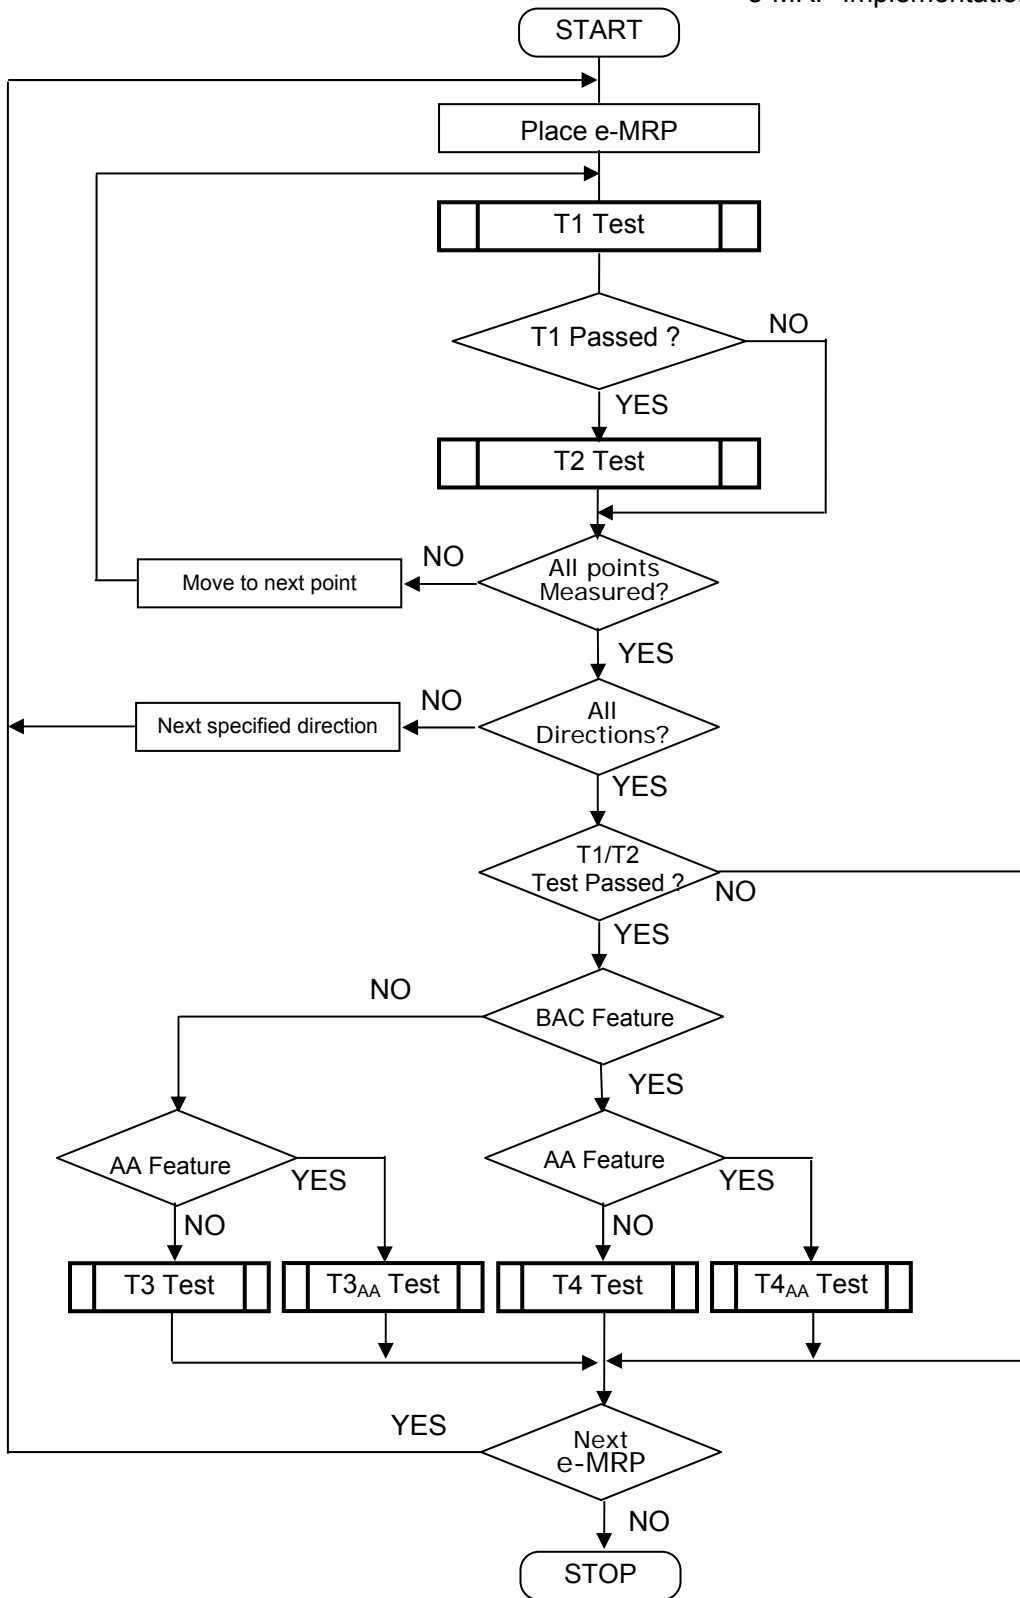 START
Place e-MRP
T1 Test
T1 Passed ?
NO
YES
T2 Test
All points
Measured?
NO
Move to next point
YES
All
Directions?
NO
Next specified direction
YES
T1/T2
Test Passed ?
NO
YES
BAC Feature
NO
YES
AA Feature
YES
NO
AA Feature
YES
NO
T3 Test
T3AA Test
T4 Test
T4AA Test
Next
e-MRP
YES
NO
STOP